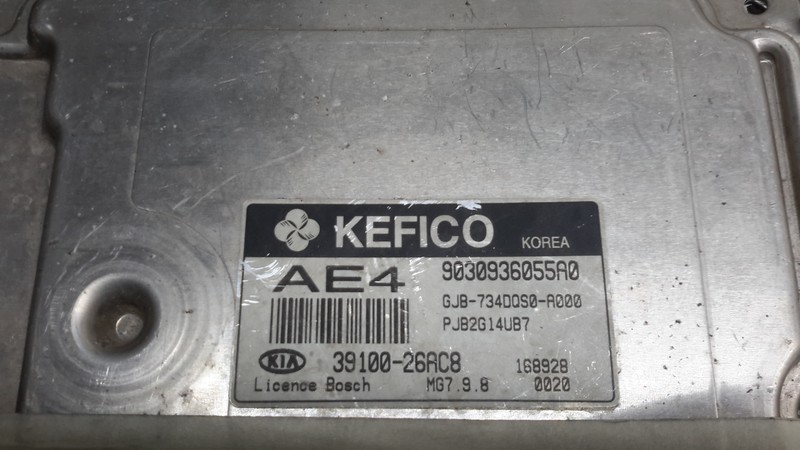 KEFICO KOREA
AE4 9030936055A0
GJB-734DQS0-A000
PJB2G14UB7
KIA 39100-26AC8 168928
Licence Bosch MG7.9.8 0020